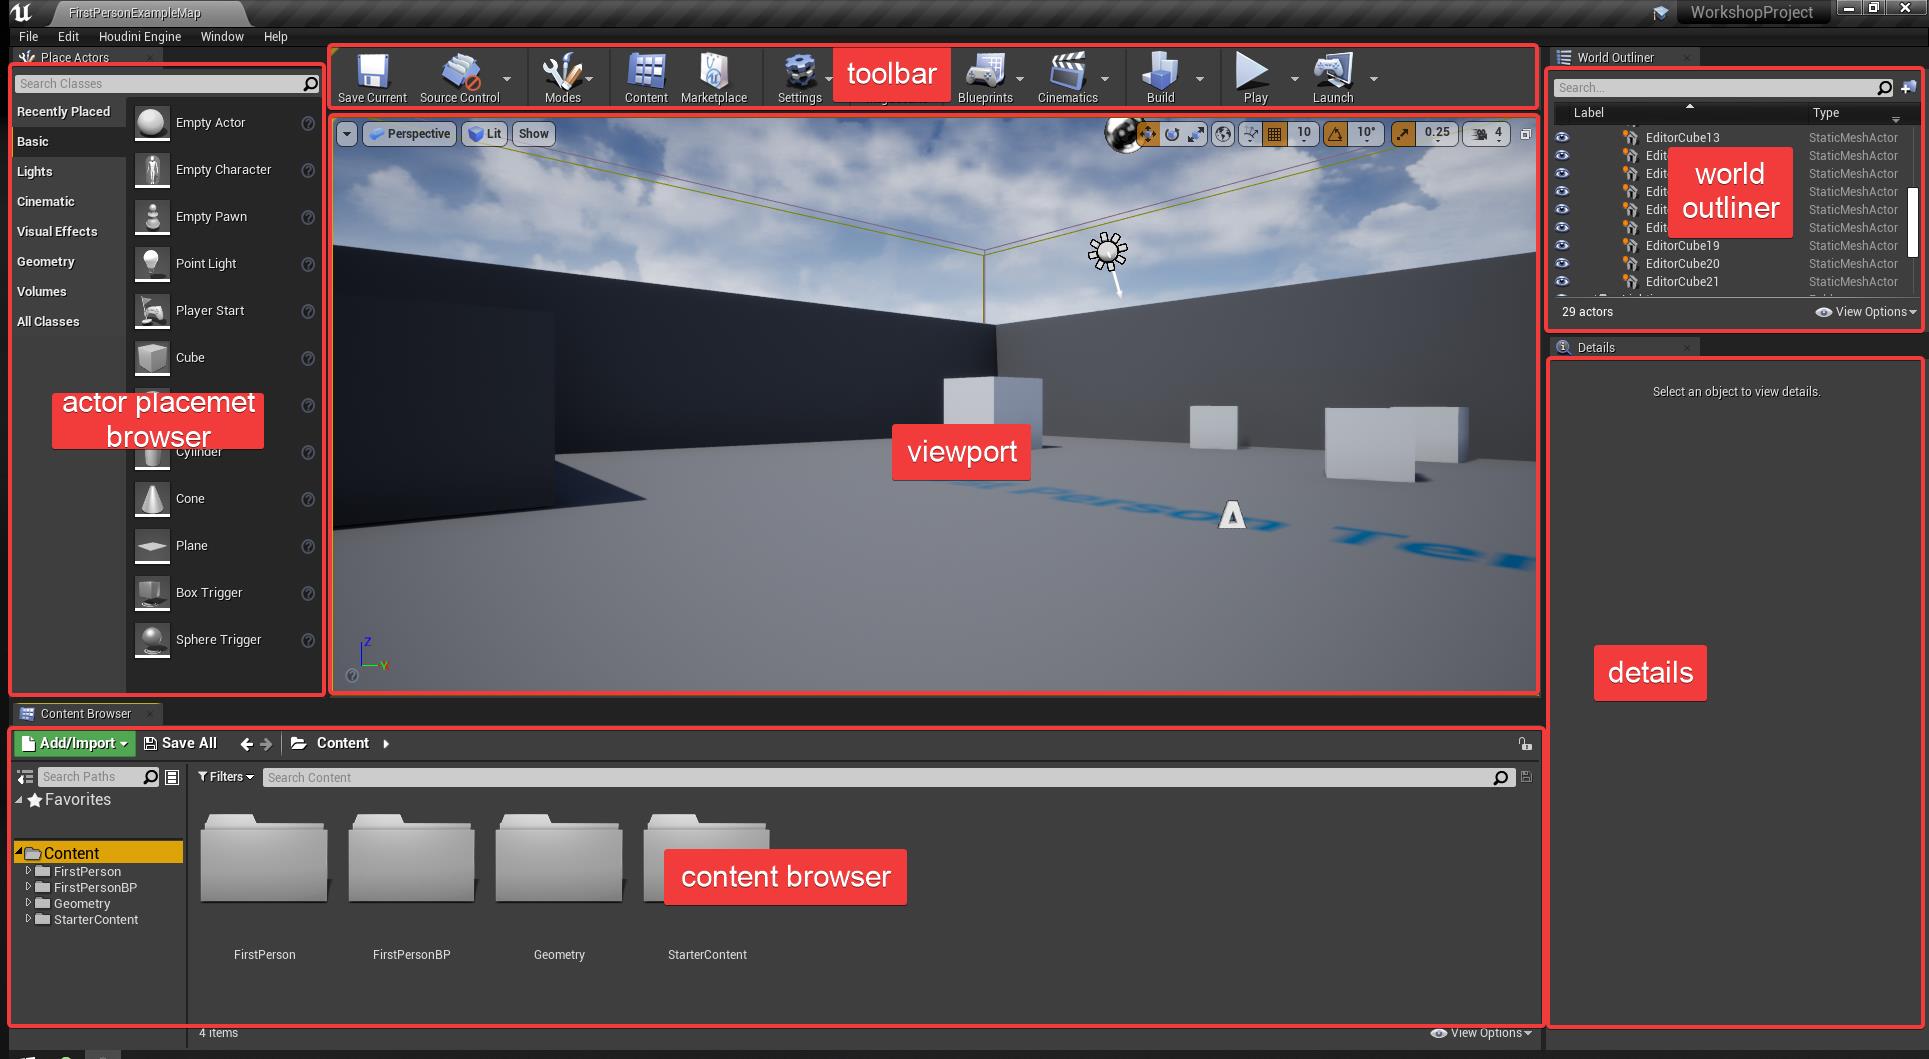 FirstPersonExampleMap
WorkshopProject
File Edit Houdini Engine Window Help
Place Actors
Search Classes
Recently Placed
Basic
Lights
Cinematic
Visual Effects
Geometry
Volumes
All Classes
Empty Actor
Empty Character
Empty Pawn
Point Light
Player Start
Cube
Cylinder
Cone
Plane
Box Trigger
Sphere Trigger
actor placemet
browser
Save Current Source Control Modes Content Marketplace Settings Blueprints Cinematics Build Play Launch
toolbar
Perspective Lit Show
10 10° 0.25 4
viewport
Person
Z
Y
World Outliner
Search...
Label Type
EditorCube13 StaticMeshActor
StaticMeshActor
StaticMeshActor
StaticMeshActor
StaticMeshActor
StaticMeshActor
EditorCube19 StaticMeshActor
EditorCube20 StaticMeshActor
EditorCube21 StaticMeshActor
world
outliner
29 actors View Options
Details
Select an object to view details.
details
Content Browser
Add/Import Save All Content
Search Paths
Filters Search Content
Favorites
Content
FirstPerson
FirstPersonBP
Geometry
StarterContent
content browser
FirstPerson FirstPersonBP Geometry StarterContent
4 items View Options